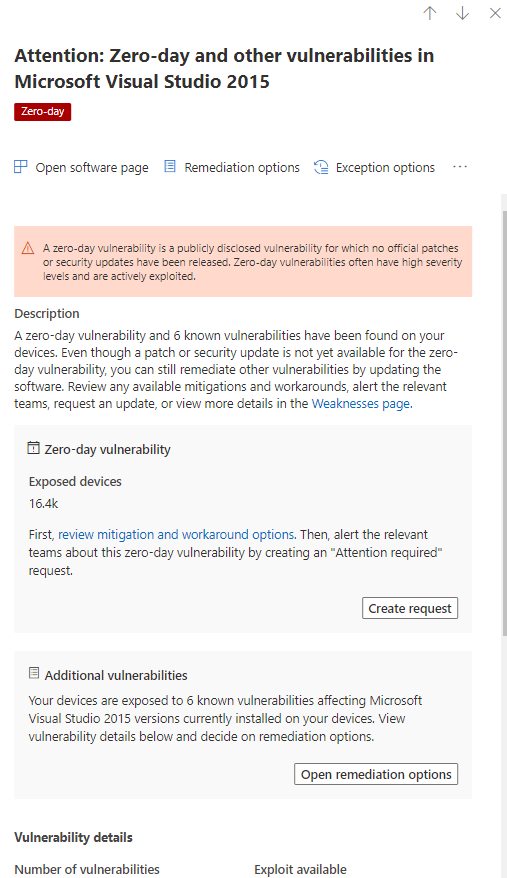 Attention: Zero-day and other vulnerabilities in
Microsoft Visual Studio 2015
Zero-day
Open software page Remediation options Exception options ...
A zero-day vulnerability is a publicly disclosed vulnerability for which no official patches
or security updates have been released. Zero-day vulnerabilities often have high severity
levels and are actively exploited.
Description
A zero-day vulnerability and 6 known vulnerabilities have been found on your
devices. Even though a patch or security update is not yet available for the zero-
day vulnerability, you can still remediate other vulnerabilities by updating the
software. Review any available mitigations and workarounds, alert the relevant
teams, request an update, or view more details in the Weaknesses page.
Zero-day vulnerability
Exposed devices
16.4k
First, review mitigation and workaround options. Then, alert the relevant
teams about this zero-day vulnerability by creating an "Attention required"
request.
Create request
Additional vulnerabilities
Your devices are exposed to 6 known vulnerabilities affecting Microsoft
Visual Studio 2015 versions currently installed on your devices. View
vulnerability details below and decide on remediation options.
Open remediation options
Vulnerability details
Number of vulnerabilities Exploit available